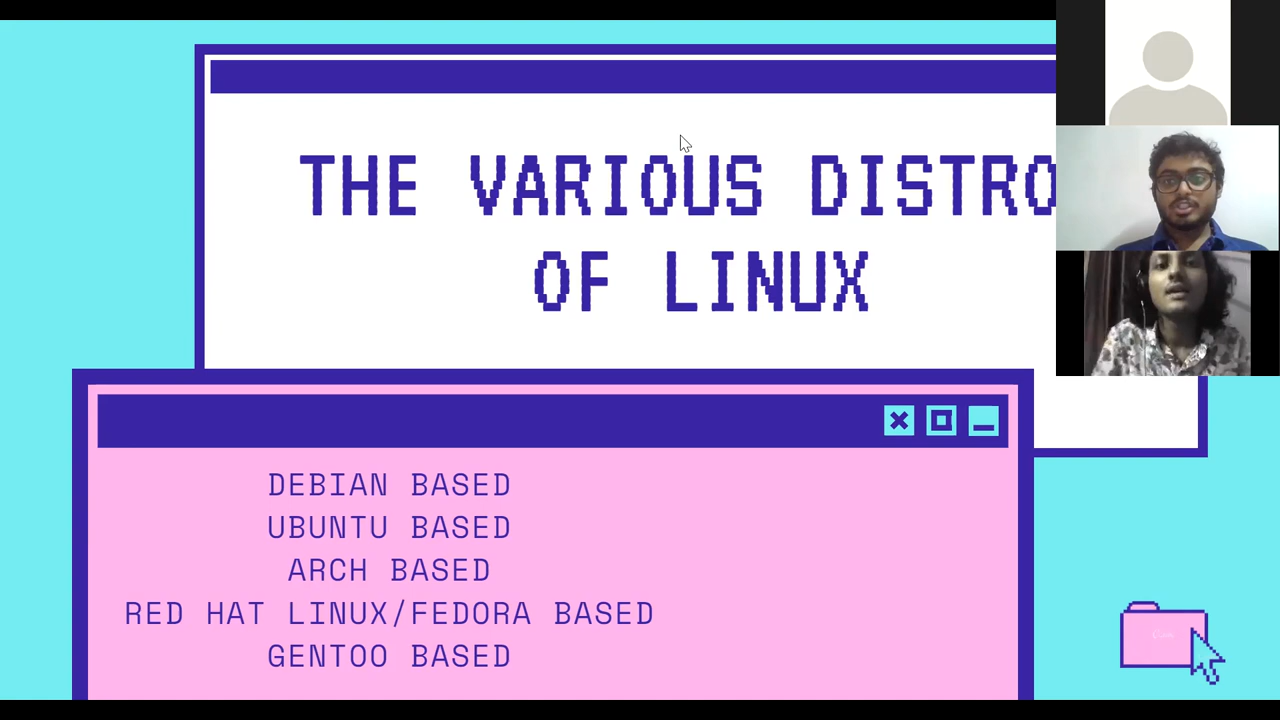 THE VARIOUS DISTRO
OF LINUX
DEBIAN BASED
UBUNTU BASED
ARCH BASED
RED HAT LINUX/FEDORA BASED
GENTOO BASED